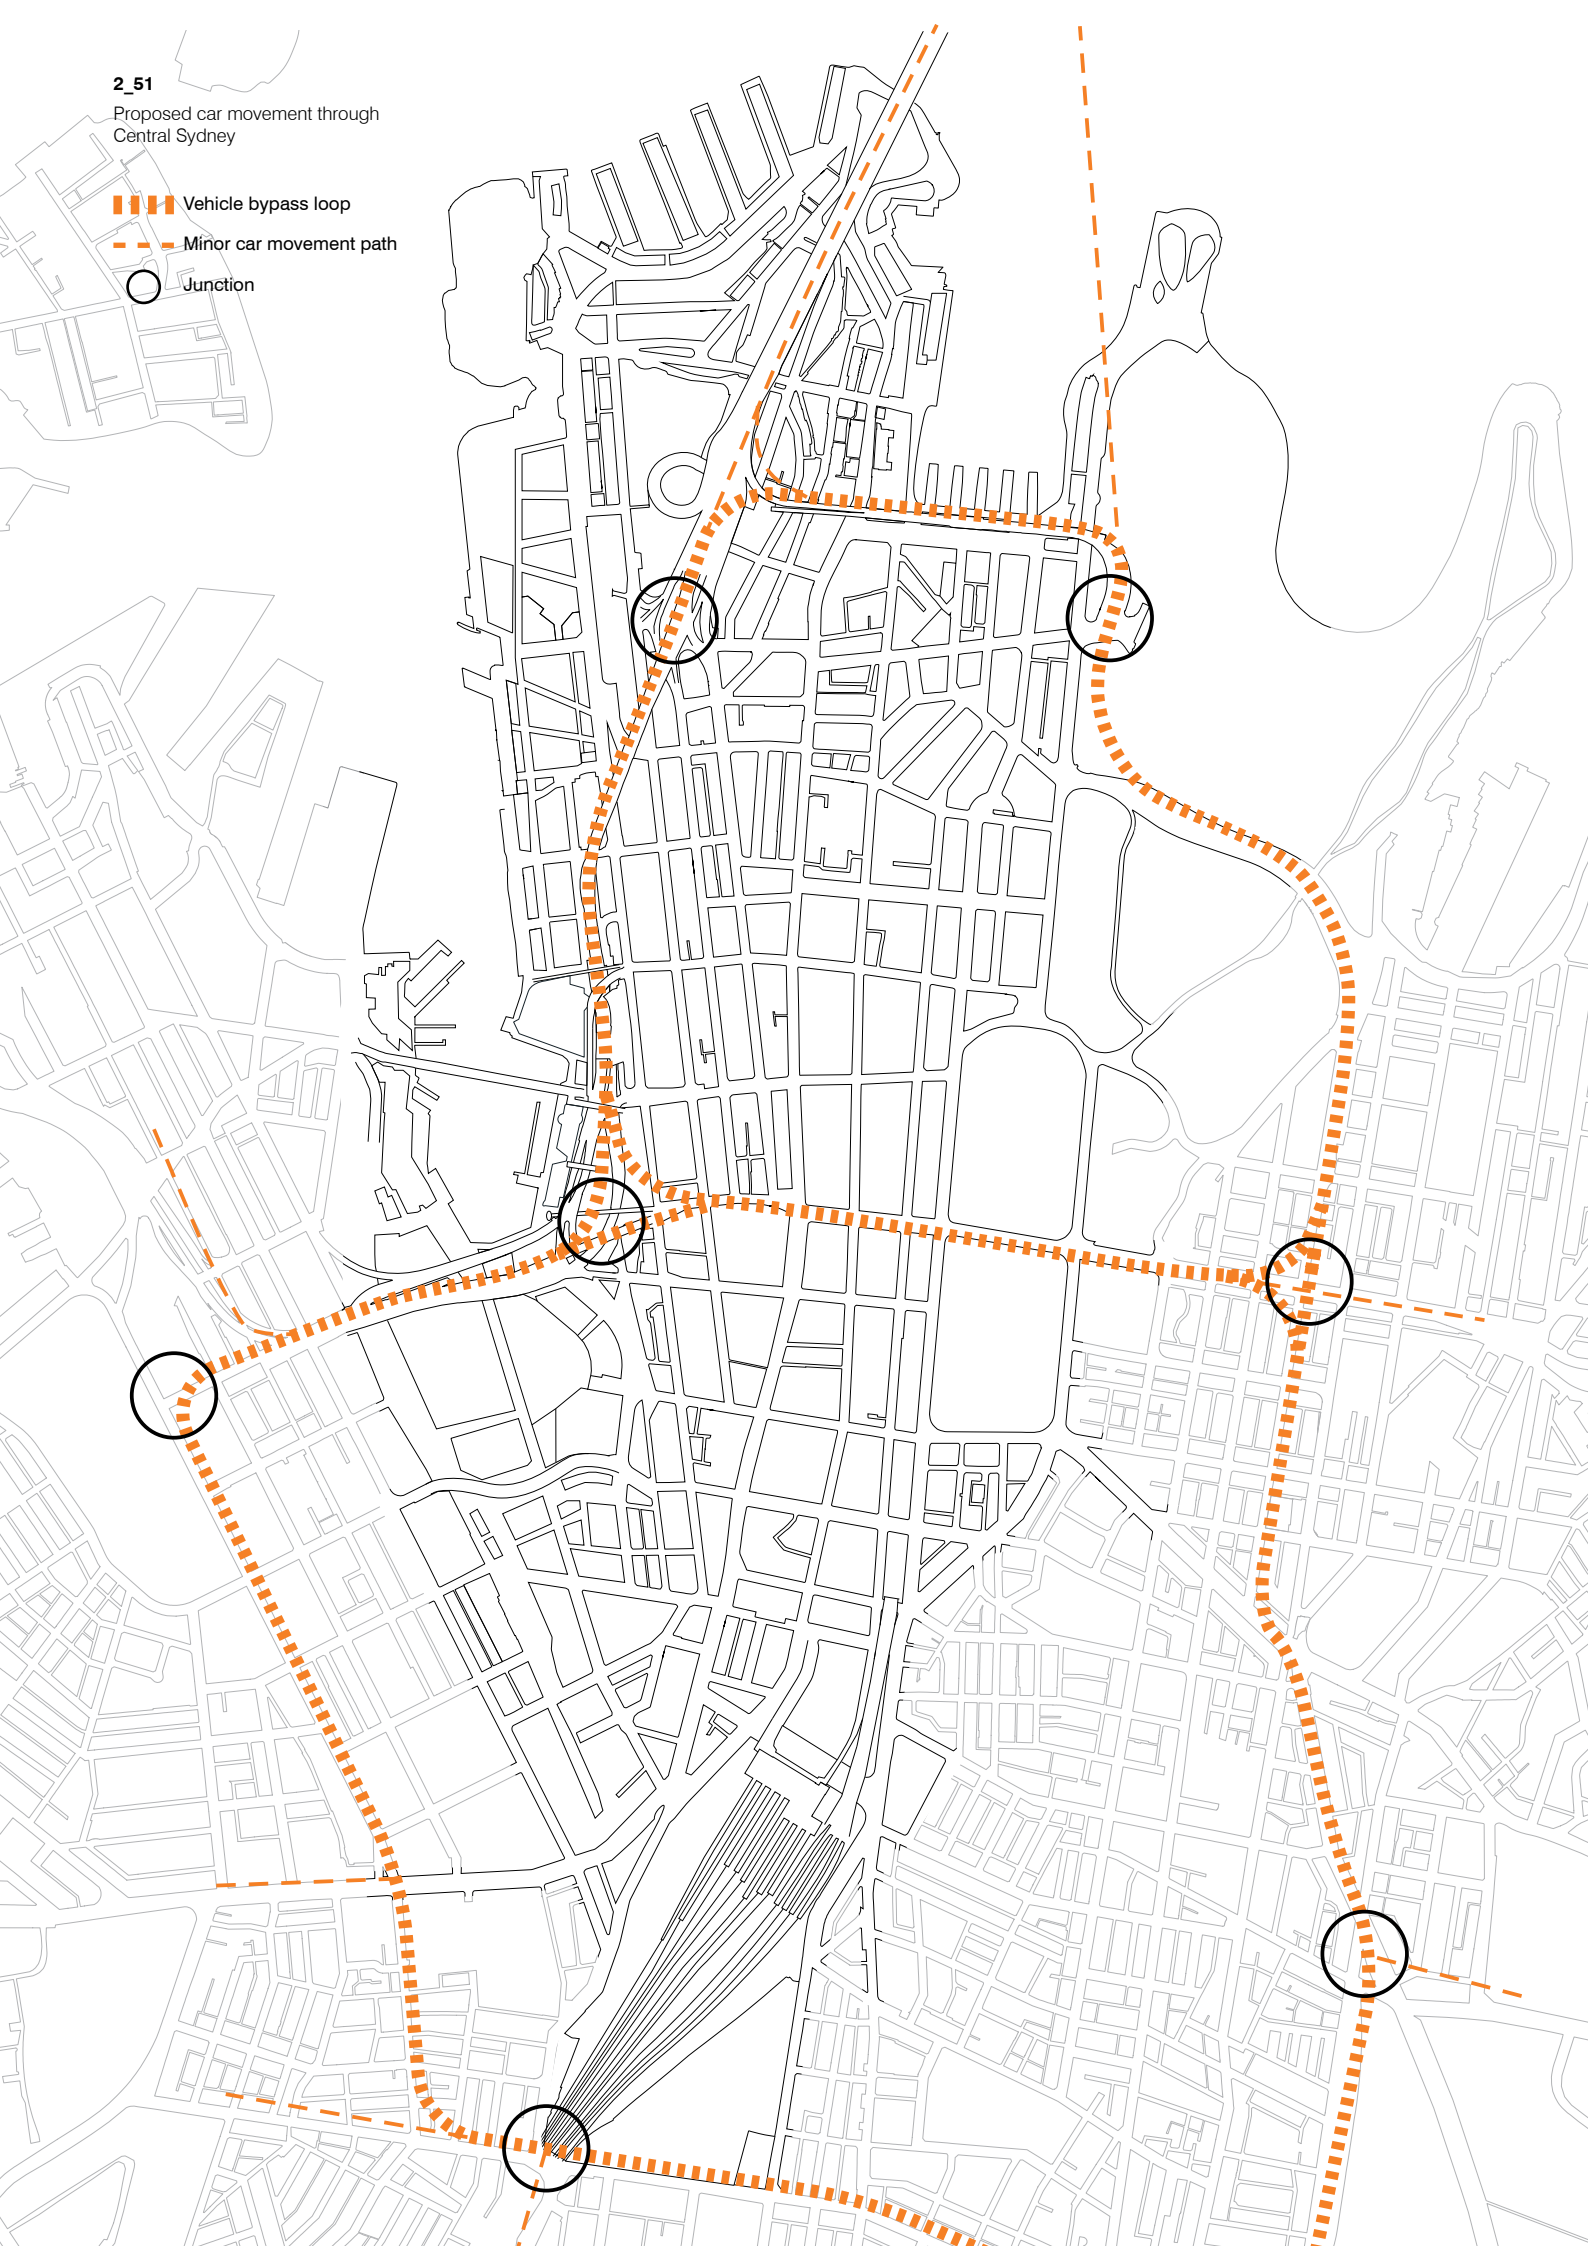 2_51
Proposed car movement through
Central Sydney
Vehicle bypass loop
Minor car movement path
Junction